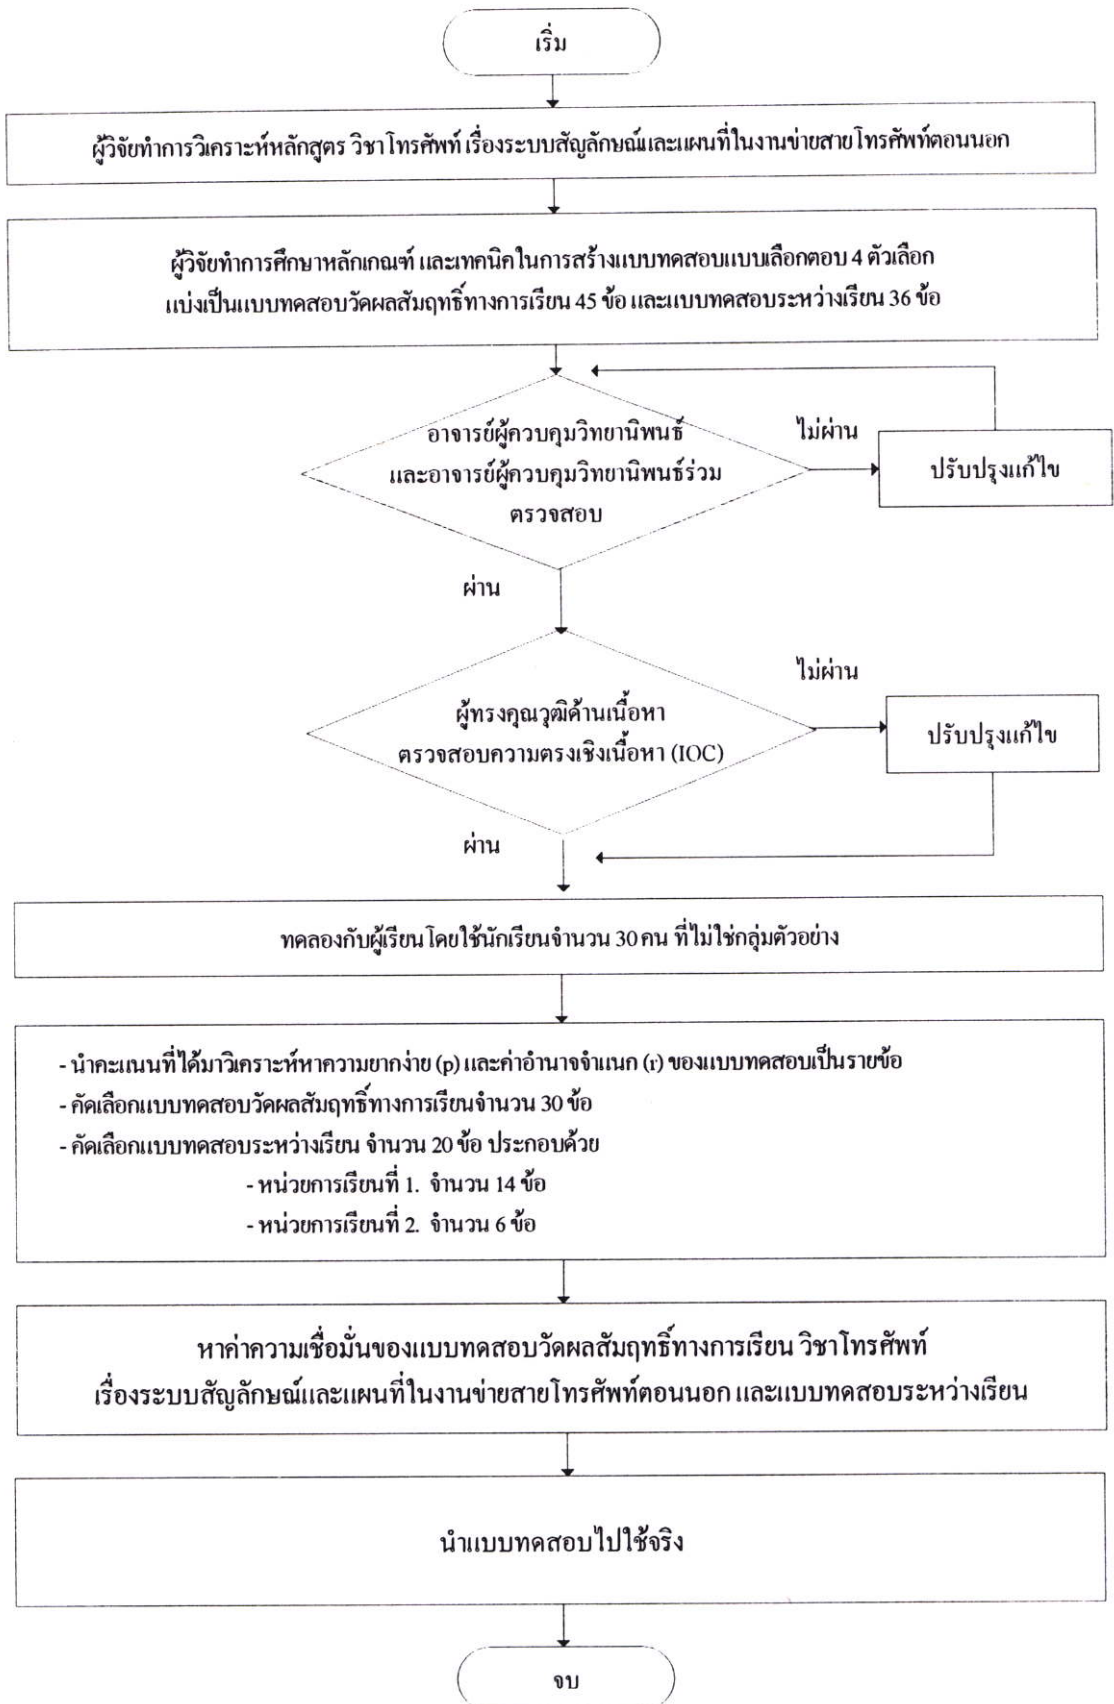 เริ่ม
ผู้วิจัยทำการวิเคราะห์หลักสูตร วิชาโทรศัพท์ เรื่องระบบสัญลักษณ์และแผนที่ในงานข่ายสายโทรศัพท์ตอนนอก
ผู้วิจัยทำการศึกษาหลักเกณฑ์ และเทคนิคในการสร้างแบบทดสอบแบบเลือกตอบ 4 ตัวเลือก
แบ่งเป็นแบบทดสอบวัดผลสัมฤทธิ์ทางการเรียน 45 ข้อ และแบบทดสอบระหว่างเรียน 36 ข้อ
อาจารย์ผู้ควบคุมวิทยานิพนธ์
และอาจารย์ผู้ควบคุมวิทยานิพนธ์ร่วม
ตรวจสอบ
ไม่ผ่าน
ปรับปรุงแก้ไข
ผ่าน
ผู้ทรงคุณวุฒิด้านเนื้อหา
ตรวจสอบความตรงเชิงเนื้อหา (IOC)
ไม่ผ่าน
ปรับปรุงแก้ไข
ผ่าน
ทดลองกับผู้เรียนโดยใช้นักเรียนจำนวน 30 คน ที่ไม่ใช่กลุ่มตัวอย่าง
- นำคะแนนที่ได้มาวิเคราะห์หาความยากง่าย (p) และค่าอำนาจจำแนก (r) ของแบบทดสอบเป็นรายข้อ
- คัดเลือกแบบทดสอบวัดผลสัมฤทธิ์ทางการเรียนจำนวน 30 ข้อ
- คัดเลือกแบบทดสอบระหว่างเรียน จำนวน 20 ข้อ ประกอบด้วย
- หน่วยการเรียนที่ 1. จำนวน 14 ข้อ
- หน่วยการเรียนที่ 2. จำนวน 6 ข้อ
หาค่าความเชื่อมั่นของแบบทดสอบวัดผลสัมฤทธิ์ทางการเรียน วิชาโทรศัพท์
เรื่องระบบสัญลักษณ์และแผนที่ในงานข่ายสายโทรศัพท์ตอนนอก และแบบทดสอบระหว่างเรียน
นำแบบทดสอบไปใช้จริง
จบ